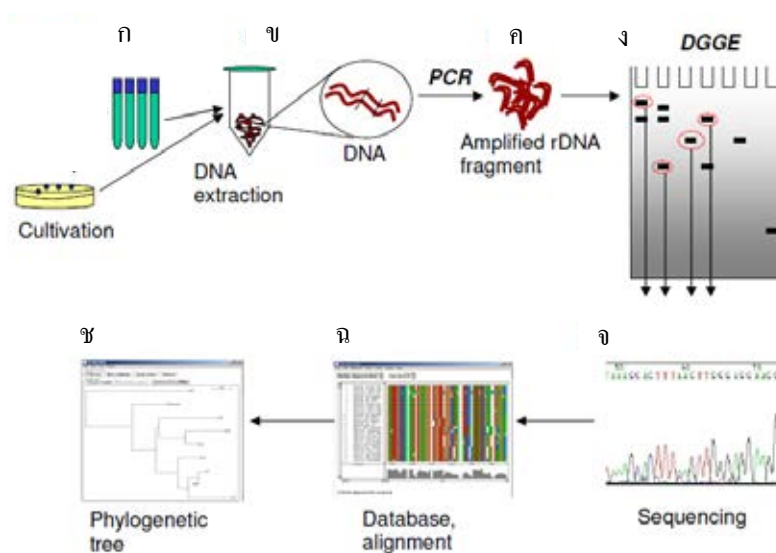 ก
ข
ค
ง
DGGE
PCR
DNA
Amplified rDNA
fragment
DNA
extraction
Cultivation
ช
ฉ
จ
Phylogenetic
tree
Database,
alignment
Sequencing